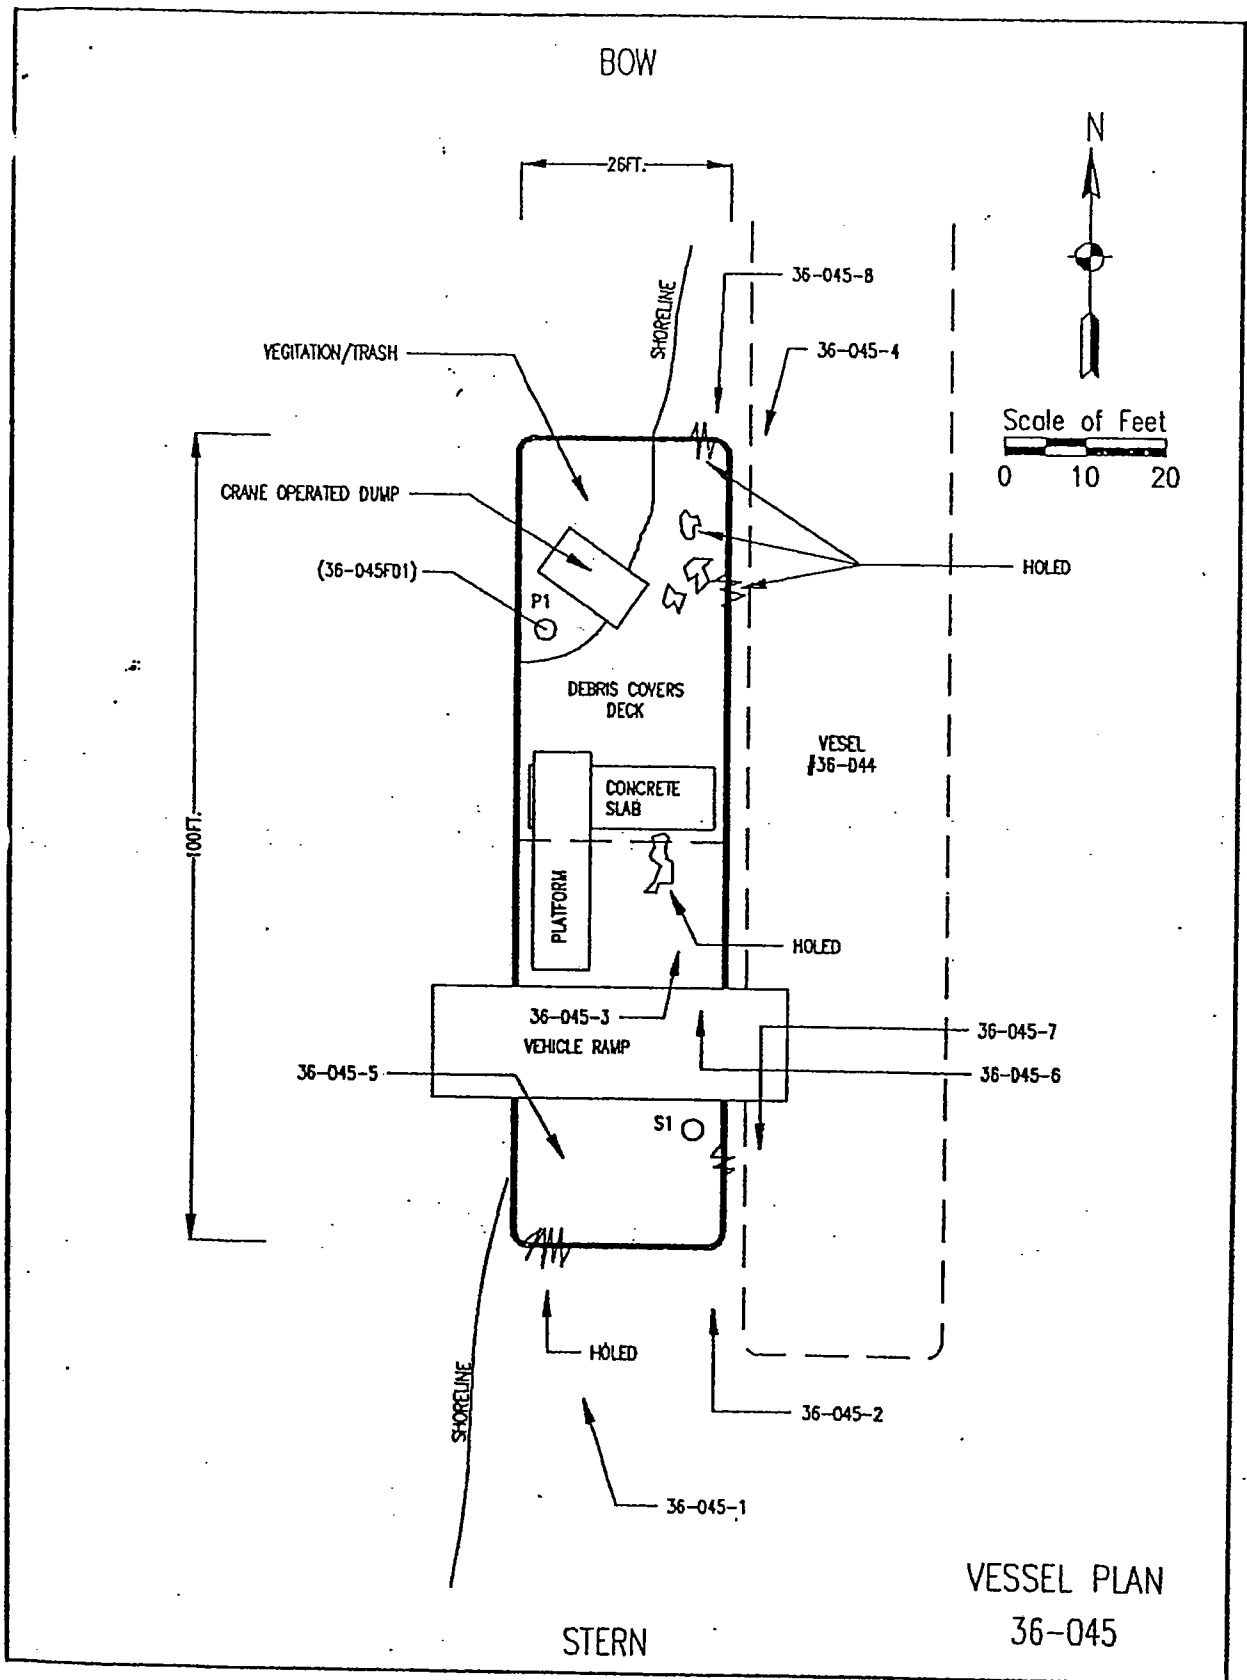 BOW
N
26FT.
36-045-8
SHORELINE
VEGITATION/TRASH
36-045-4
Scale of Feet
0 10 20
CRANE OPERATED DUMP
HOLED
(36-045F01)
P1
DEBRIS COVERS
DECK
VESEL
#36-044
CONCRETE
SLAB
100FT.
PLATFORM
HOLED
36-045-3
VEHICLE RAMP
36-045-7
36-045-5
36-045-6
S1
HOLED
SHORELINE
36-045-2
36-045-1
VESSEL PLAN
36-045
STERN